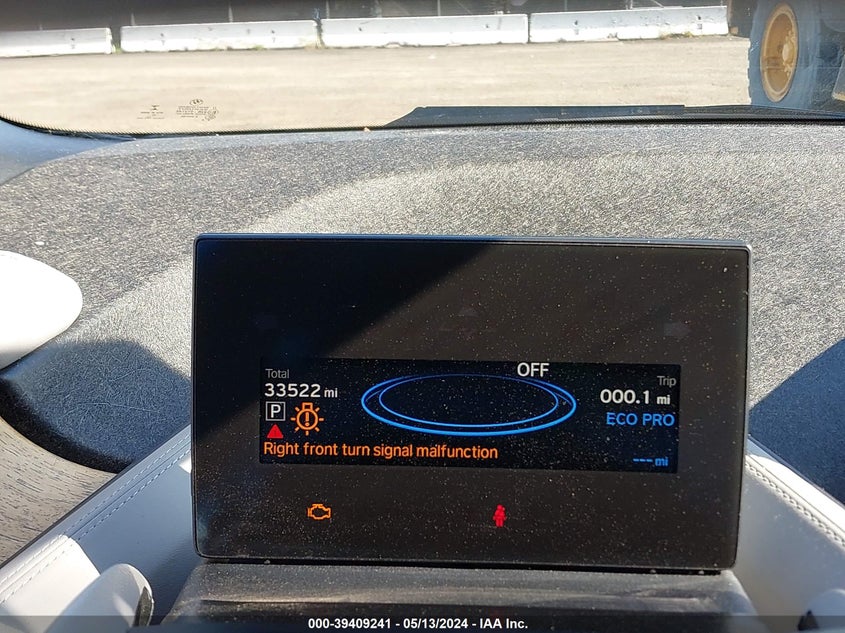 OFF
Total
Trip
33522 mi
000.1 mi
P
ECO PRO
Right front turn signal malfunction
--- mi
000-39409241 - 05/13/2024 - IAA Inc.